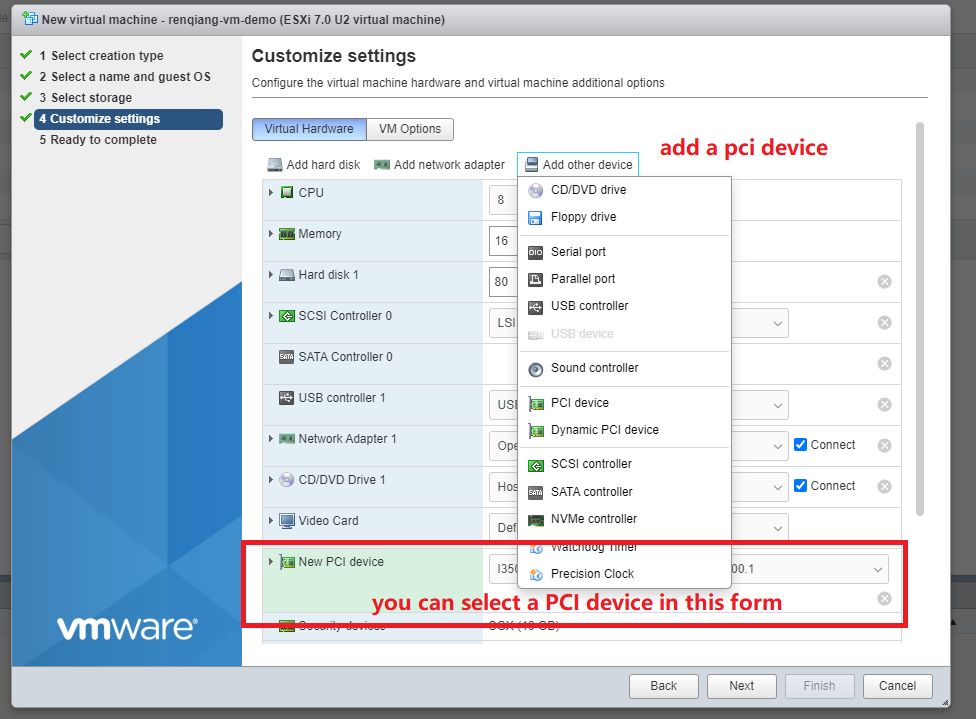 New virtual machine - renqiang-vm-demo (ESXi 7.0 U2 virtual machine)
1 Select creation type
2 Select a name and guest OS
3 Select storage
4 Customize settings
5 Ready to complete
vmware®
Customize settings
Configure the virtual machine hardware and virtual machine additional options
Virtual Hardware VM Options
add a pci device
Add hard disk Add network adapter Add other device
CPU 8
Memory 16
Hard disk 1 80
SCSI Controller 0 LSI
SATA Controller 0
USB controller 1 USB
Network Adapter 1 Ope Connect
CD/DVD Drive 1 Hos Connect
Video Card Def
New PCI device I350 00.1
Security devices SGX (16 GB)
CD/DVD drive
Floppy drive
Serial port
Parallel port
USB controller
USB device
Sound controller
PCI device
Dynamic PCI device
SCSI controller
SATA controller
NVMe controller
Watchdog Timer
Precision Clock
you can select a PCI device in this form
Back Next Finish Cancel